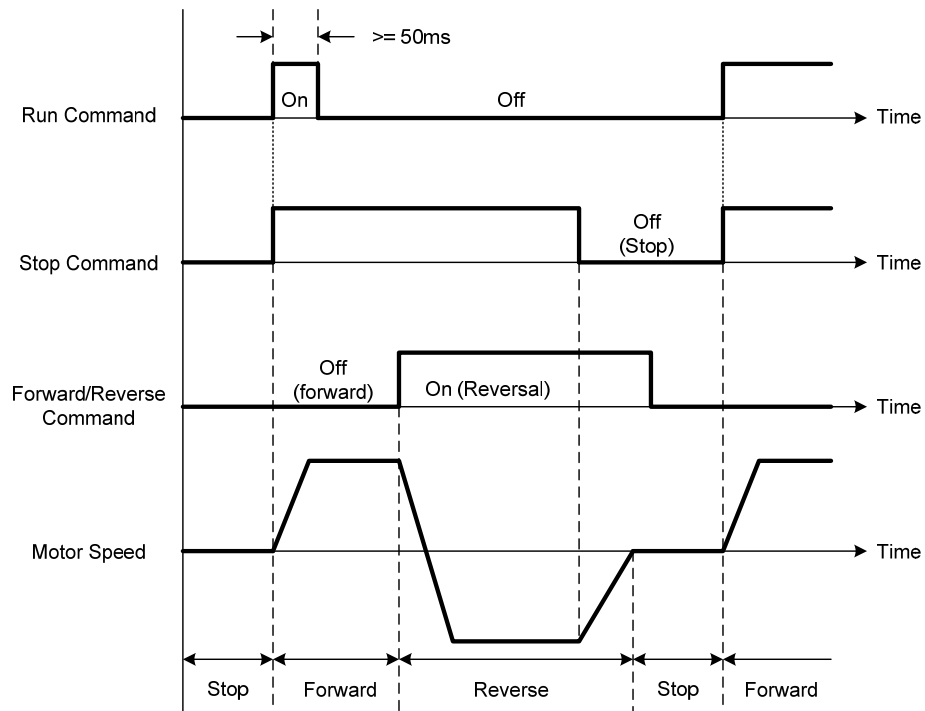 >= 50ms
On
Off
Run Command
Time
Off
(Stop)
Stop Command
Time
Off
(forward)
On (Reversal)
Forward/Reverse
Command
Time
Motor Speed
Time
Stop
Forward
Reverse
Stop
Forward